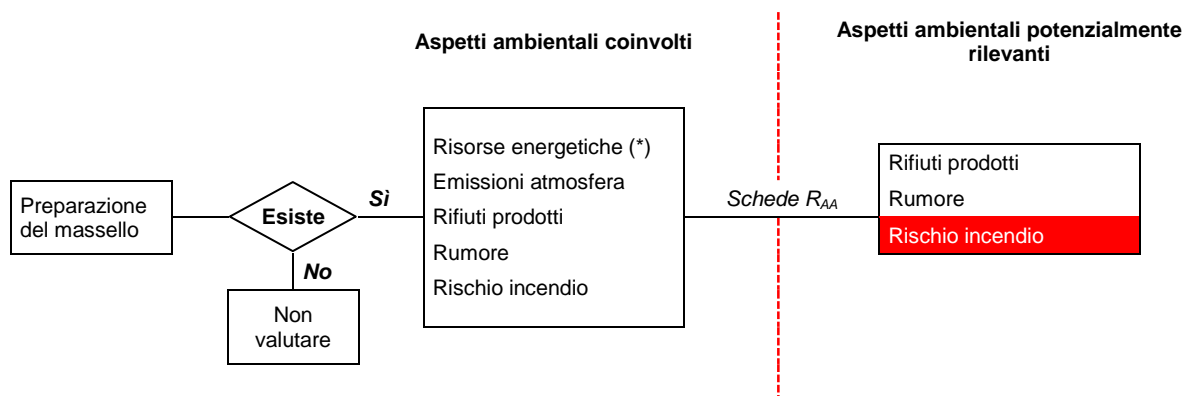 Aspetti ambientali coinvolti
Aspetti ambientali potenzialmente
rilevanti
Preparazione
del massello
Esiste
Sì
No
Non
valutare
Risorse energetiche (*)
Emissioni atmosfera
Rifiuti prodotti
Rumore
Rischio incendio
Schede RAA
Rifiuti prodotti
Rumore
Rischio incendio